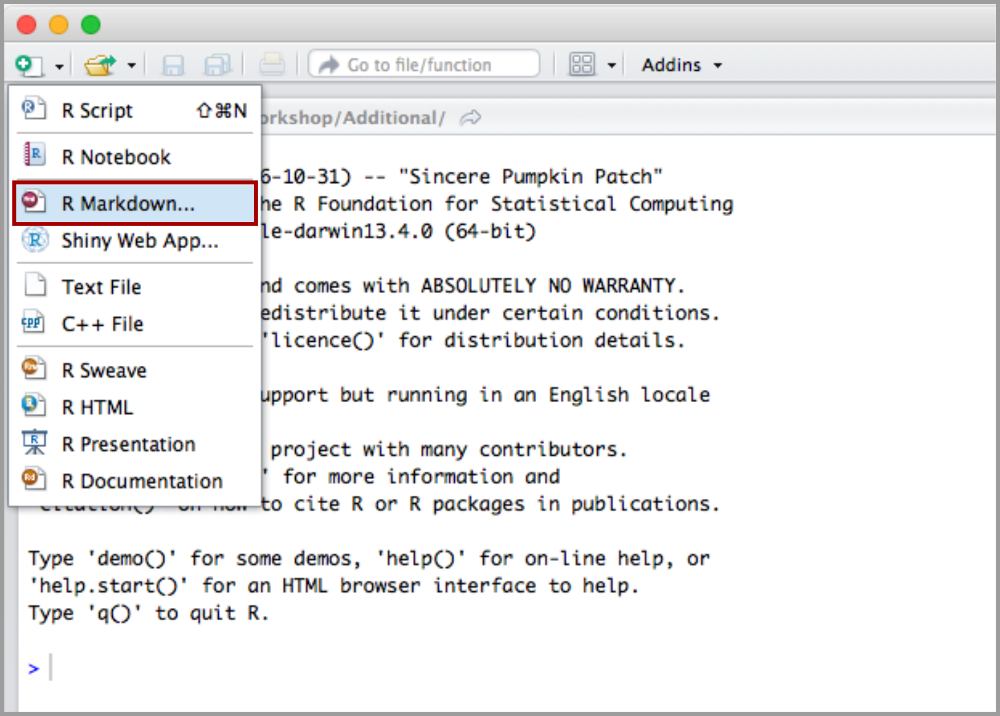 Go to file/function
Addins
R Script ⇧⌘N
R Notebook
R Markdown...
Shiny Web App...
Text File
C++ File
R Sweave
R HTML
R Presentation
R Documentation
orkshop/Additional/
6-10-31) -- "Sincere Pumpkin Patch"
he R Foundation for Statistical Computing
le-darwin13.4.0 (64-bit)
nd comes with ABSOLUTELY NO WARRANTY.
edistribute it under certain conditions.
'licence()' for distribution details.
upport but running in an English locale
project with many contributors.
' for more information and
'citation()' on how to cite R or R packages in publications.
Type 'demo()' for some demos, 'help()' for on-line help, or
'help.start()' for an HTML browser interface to help.
Type 'q()' to quit R.
>